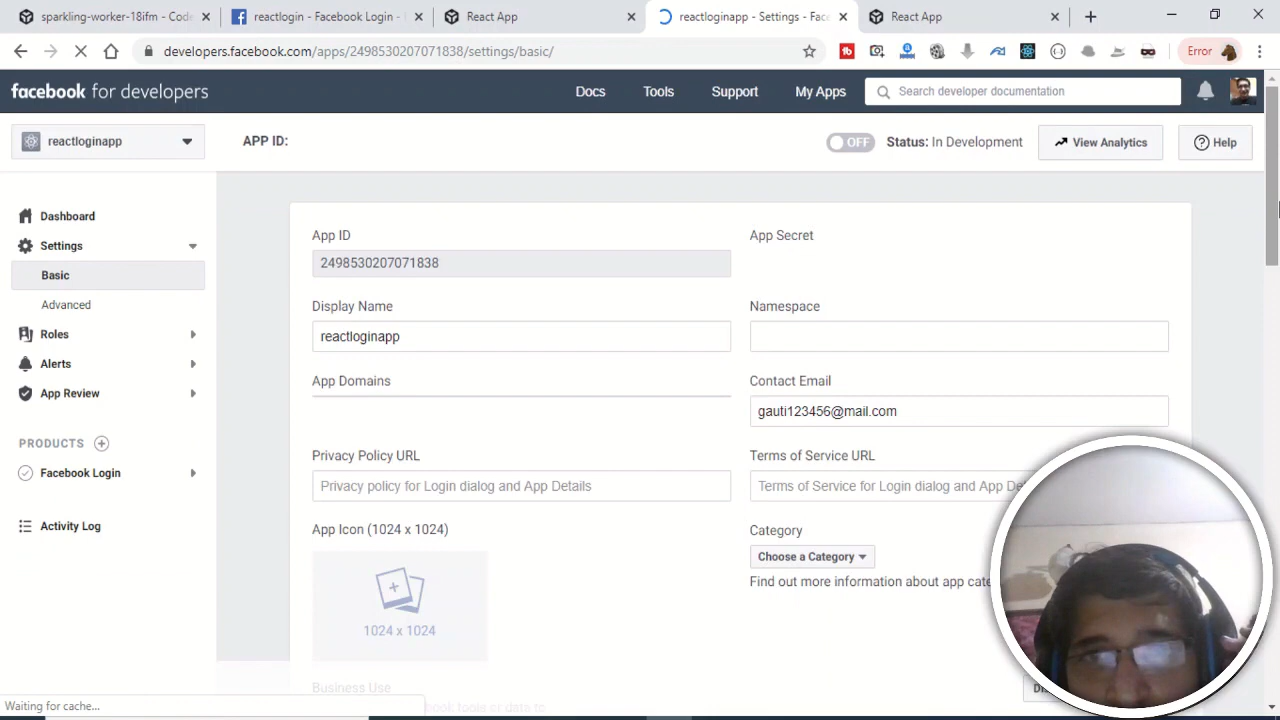 sparkling-worker-18ifm - Code
reactlogin - Facebook Login -
React App
reactloginapp - Settings - Face
React App
developers.facebook.com/apps/2498530207071838/settings/basic/
Error
facebook for developers
Docs
Tools
Support
My Apps
Search developer documentation
reactloginapp
APP ID:
OFF
Status: In Development
View Analytics
Help
Dashboard
Settings
Basic
Advanced
Roles
Alerts
App Review
PRODUCTS
Facebook Login
Activity Log
App ID
2498530207071838
App Secret
Display Name
reactloginapp
Namespace
App Domains
Contact Email
gauti123456@mail.com
Privacy Policy URL
Privacy policy for Login dialog and App Details
Terms of Service URL
Terms of Service for Login dialog and App De
App Icon (1024 x 1024)
1024 x 1024
Category
Choose a Category
Find out more information about app cate
Business Use
Waiting for cache...